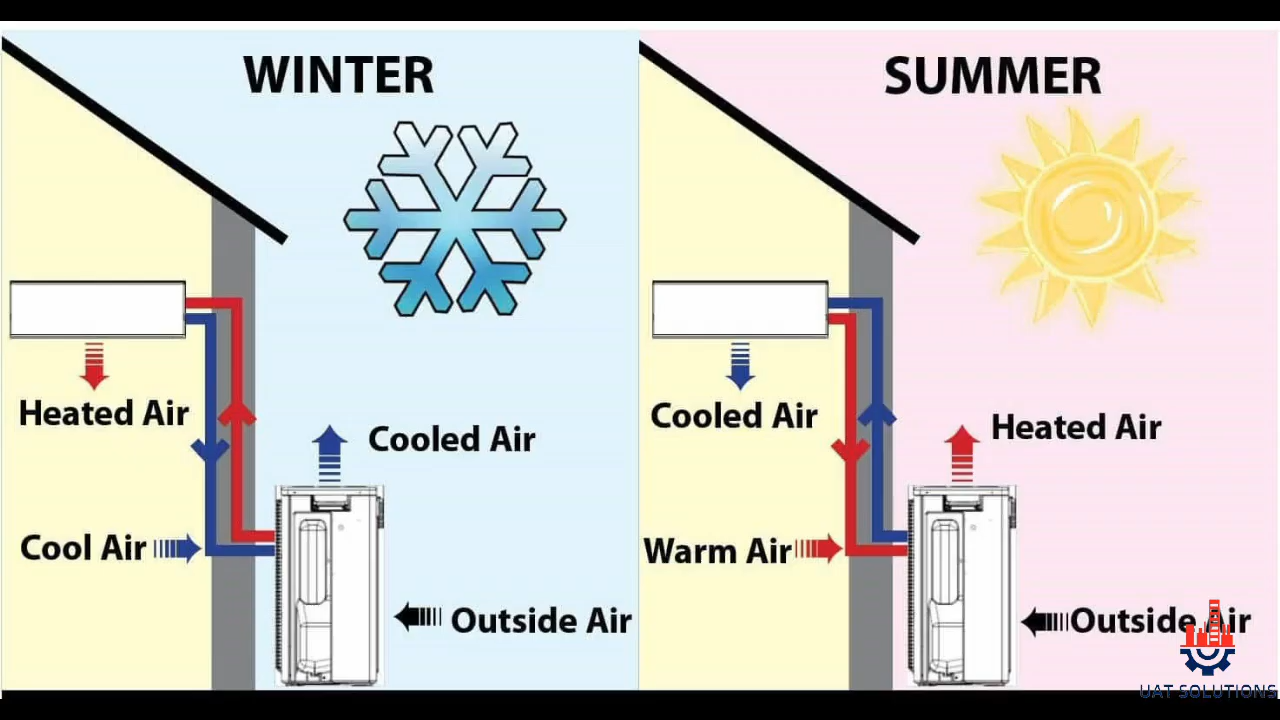 WINTER
Heated Air
Cooled Air
Cool Air
Outside Air
SUMMER
Cooled Air
Heated Air
Warm Air
Outside Air
UAT SOLUTIONS